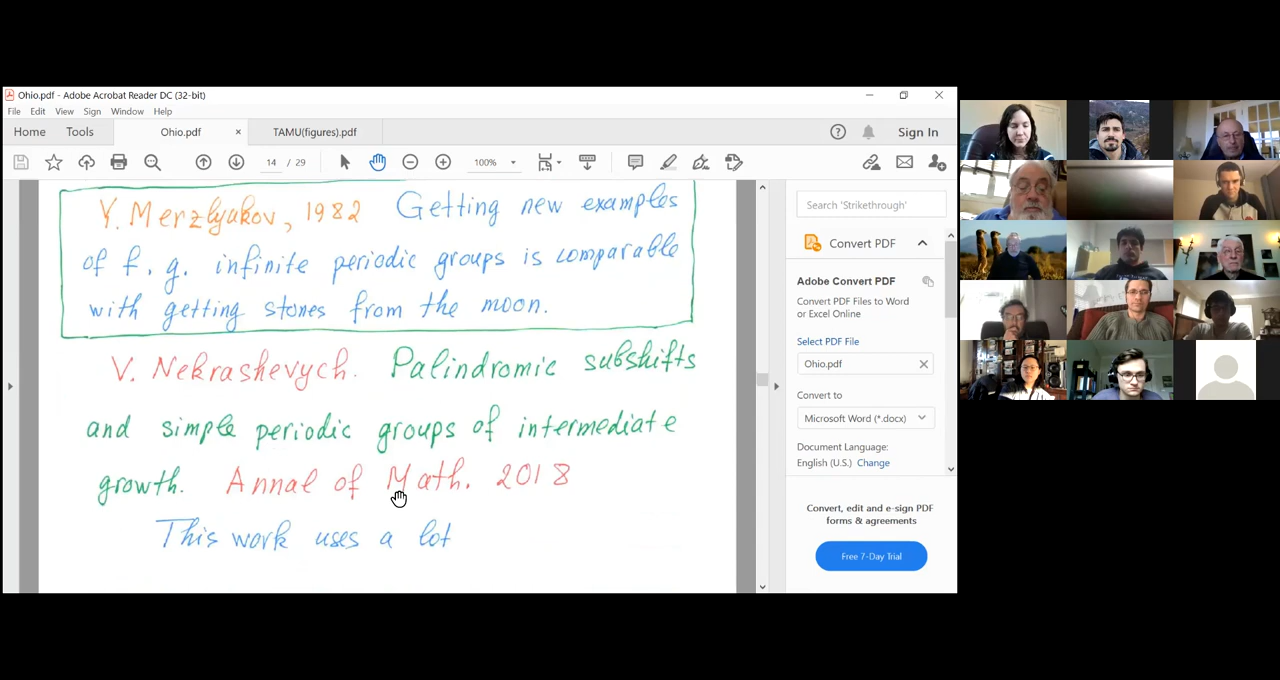 Ohio.pdf - Adobe Acrobat Reader DC (32-bit)
File Edit View Sign Window Help
Home Tools Ohio.pdf × TAMU(figures).pdf Sign In
14 / 29 100%
Y. Merzlyakov, 1982 Getting new examples
of f. g. infinite periodic groups is comparable
with getting stones from the moon.
V. Nekrashevych. Palindromic subshifts
and simple periodic groups of intermediate
growth. Annal of Math. 2018
This work uses a lot
Search 'Strikethrough'
Convert PDF
Adobe Convert PDF
Convert PDF Files to Word
or Excel Online
Select PDF File
Ohio.pdf
Convert to
Microsoft Word (*.docx)
Document Language:
English (U.S.) Change
Convert, edit and e-sign PDF
forms & agreements
Free 7-Day Trial